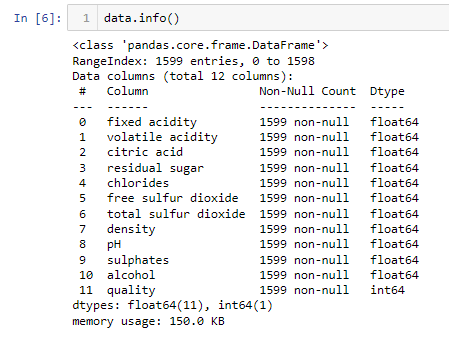 In [6]: 1 data.info()
<class 'pandas.core.frame.DataFrame'>
RangeIndex: 1599 entries, 0 to 1598
Data columns (total 12 columns):
 #   Column                Non-Null Count  Dtype
---  ------                --------------  -----
 0   fixed acidity         1599 non-null   float64
 1   volatile acidity      1599 non-null   float64
 2   citric acid           1599 non-null   float64
 3   residual sugar        1599 non-null   float64
 4   chlorides             1599 non-null   float64
 5   free sulfur dioxide   1599 non-null   float64
 6   total sulfur dioxide  1599 non-null   float64
 7   density               1599 non-null   float64
 8   pH                    1599 non-null   float64
 9   sulphates             1599 non-null   float64
 10  alcohol               1599 non-null   float64
 11  quality               1599 non-null   int64
dtypes: float64(11), int64(1)
memory usage: 150.0 KB